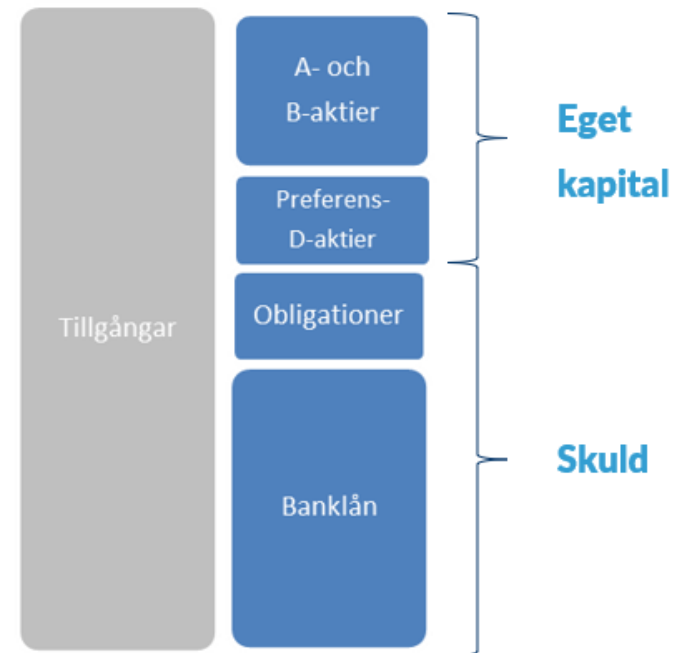 Tillgångar
A- och
B-aktier
Preferens-
D-aktier
Obligationer
Banklån
Eget
kapital
Skuld